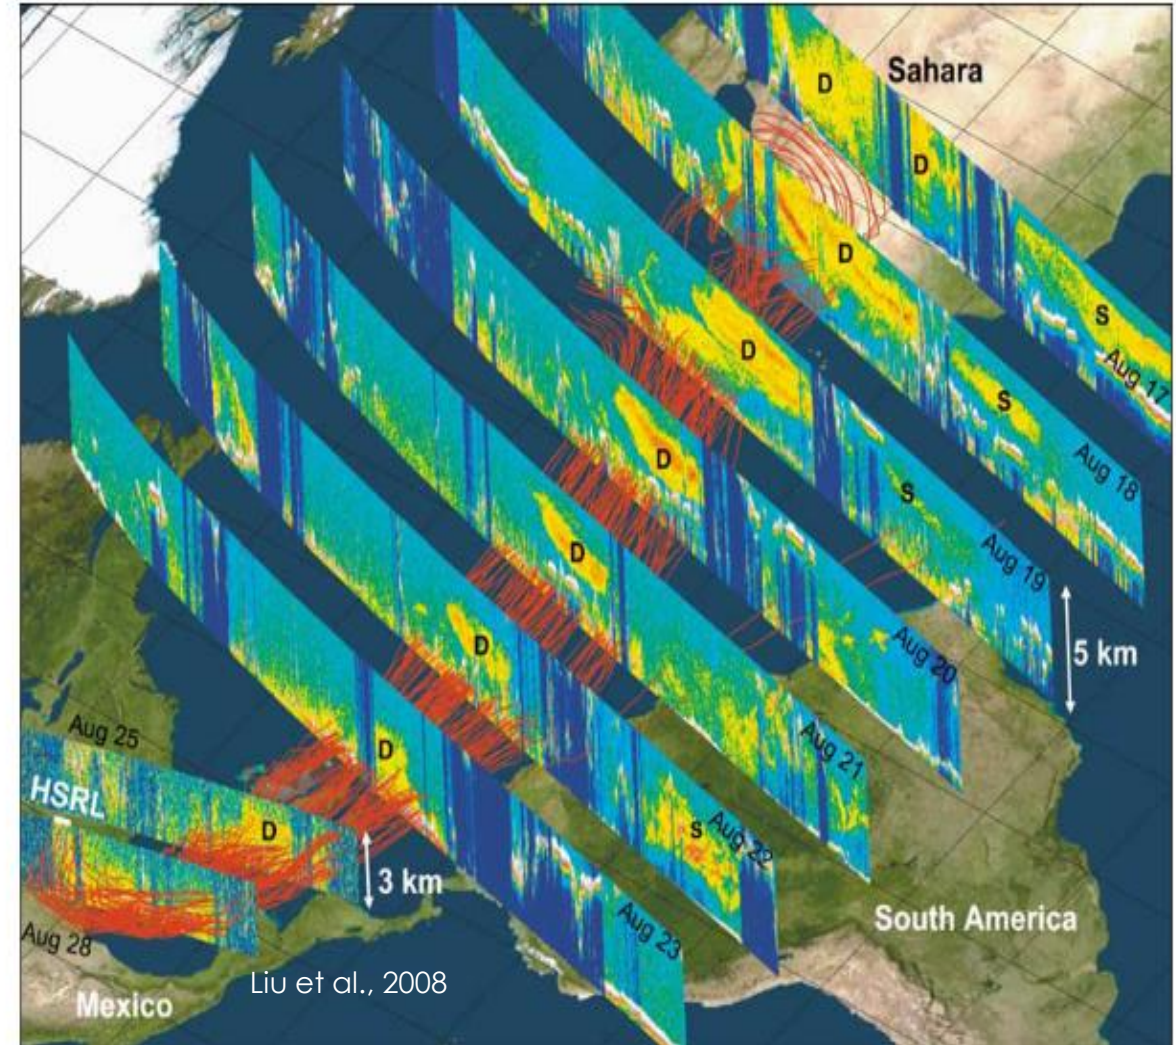 Sahara
D
D
D
S
D
S
Aug 17
D
S
Aug 18
D
Aug 19
D
5 km
Aug 20
D
Aug 21
Aug 25
HSRL
D
S
Aug 22
3 km
Aug 23
South America
Aug 28
Liu et al., 2008
Mexico